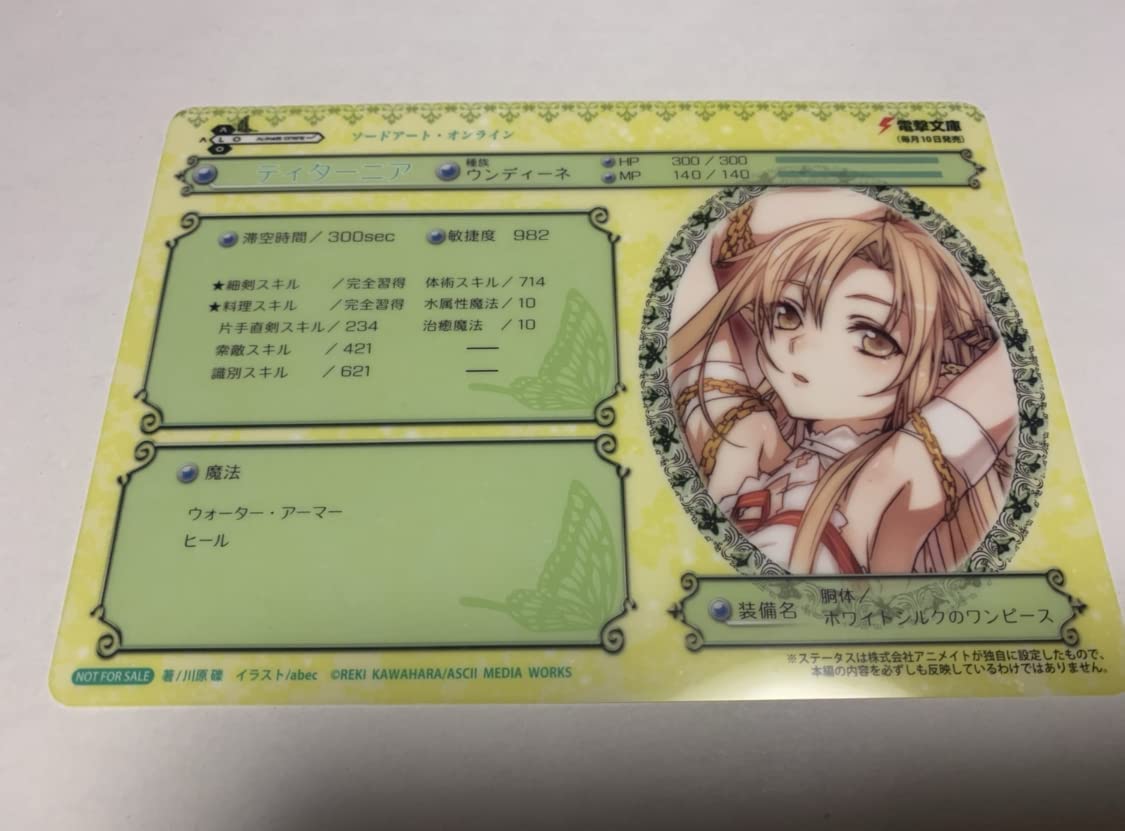 ALO
ソードアート・オンライン
電撃文庫
(毎月10日発売)
ティターニア
種族
ウンディーネ
HP 300/300
MP 140/140
滞空時間/300sec 敏捷度 982
★細剣スキル /完全習得 体術スキル/714
★料理スキル /完全習得 水属性魔法/10
片手直剣スキル/234 治癒魔法 /10
索敵スキル /421 ―
識別スキル /621 ―
魔法
ウォーター・アーマー
ヒール
装備名
胴体/
ホワイトシルクのワンピース
※ステータスは株式会社アニメイトが独自に設定したもので、
本編の内容を必ずしも反映しているわけではありません。
NOT FOR SALE 著/川原 礫 イラスト/abec ©REKI KAWAHARA/ASCII MEDIA WORKS